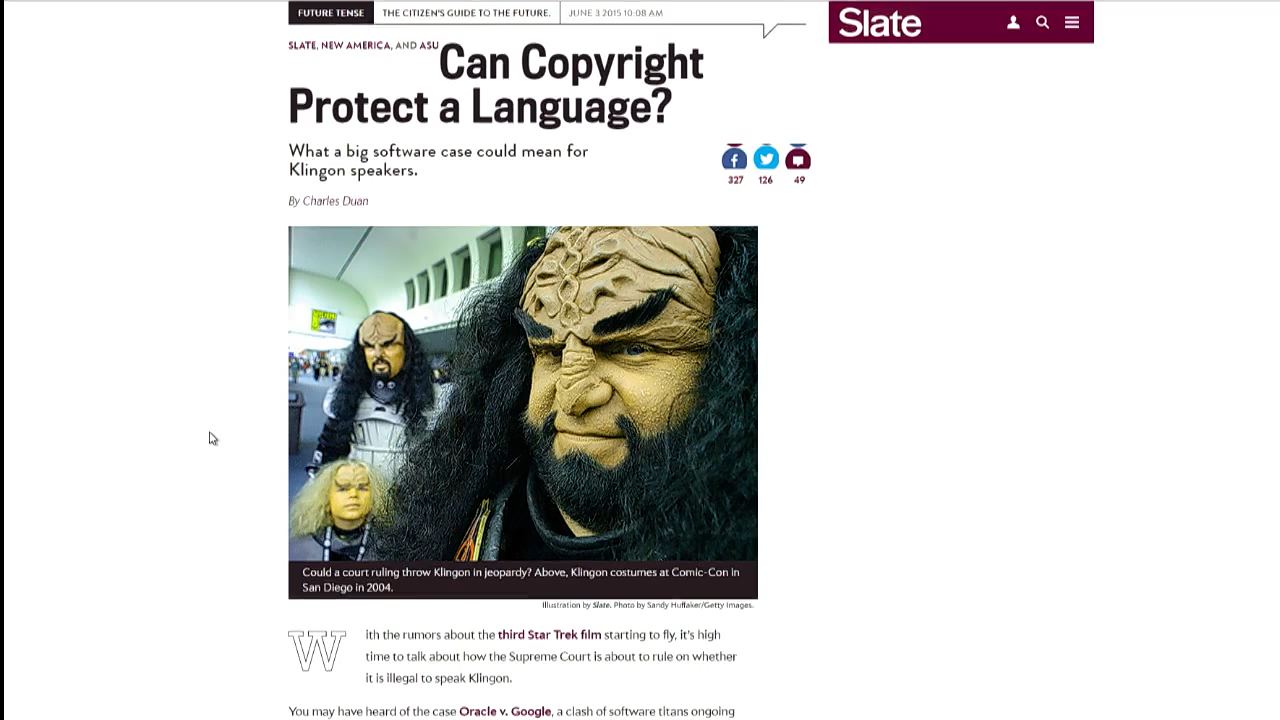 FUTURE TENSE THE CITIZEN'S GUIDE TO THE FUTURE. JUNE 3 2015 10:08 AM
Slate
SLATE, NEW AMERICA, AND ASU
Can Copyright
Protect a Language?
What a big software case could mean for
Klingon speakers.
327 126 49
By Charles Duan
Could a court ruling throw Klingon in jeopardy? Above, Klingon costumes at Comic-Con in
San Diego in 2004.
Illustration by Slate. Photo by Sandy Huffaker/Getty Images.
With the rumors about the third Star Trek film starting to fly, it's high
time to talk about how the Supreme Court is about to rule on whether
it is illegal to speak Klingon.
You may have heard of the case Oracle v. Google, a clash of software titans ongoing